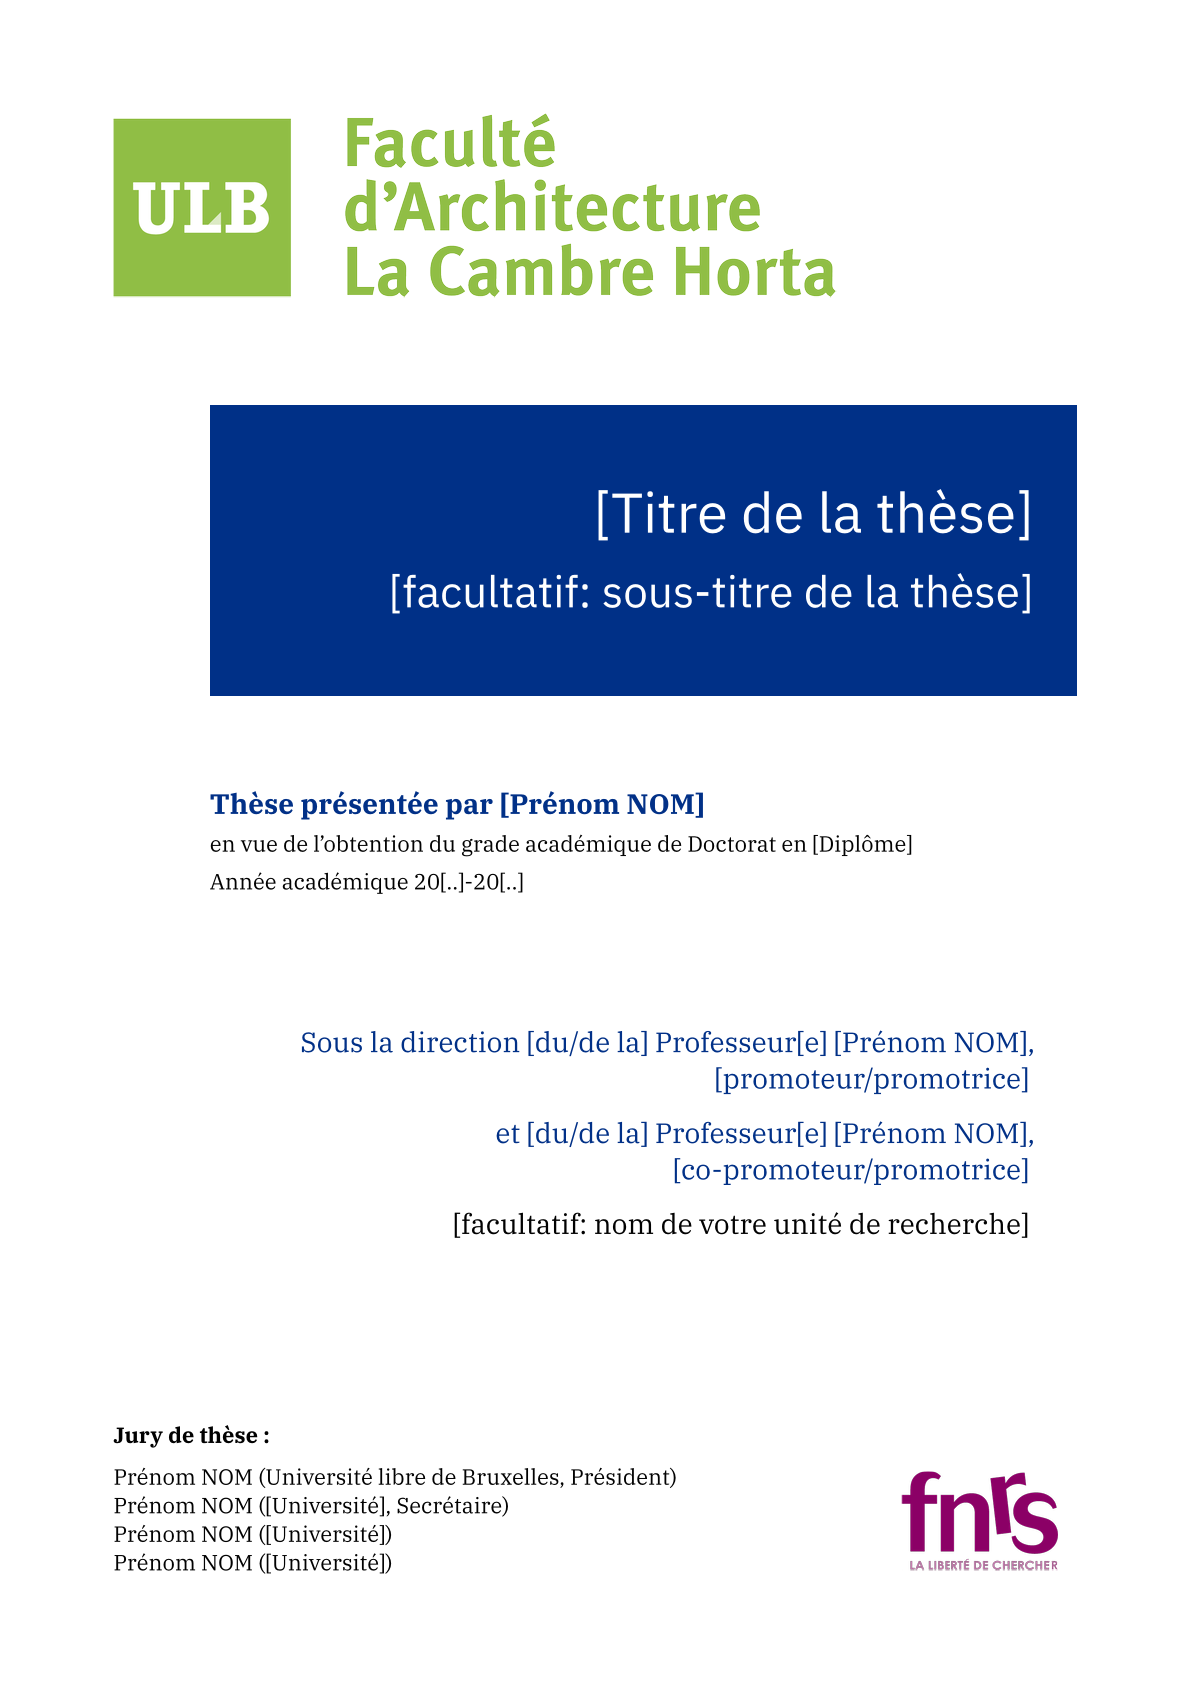 ULB
Faculté
d’Architecture
La Cambre Horta
[Titre de la thèse]
[facultatif: sous-titre de la thèse]
Thèse présentée par [Prénom NOM]
en vue de l’obtention du grade académique de Doctorat en [Diplôme]
Année académique 20[..]-20[..]
Sous la direction [du/de la] Professeur[e] [Prénom NOM],
[promoteur/promotrice]
et [du/de la] Professeur[e] [Prénom NOM],
[co-promoteur/promotrice]
[facultatif: nom de votre unité de recherche]
Jury de thèse :
Prénom NOM (Université libre de Bruxelles, Président)
Prénom NOM ([Université], Secrétaire)
Prénom NOM ([Université])
Prénom NOM ([Université])
fnrs
LA LIBERTÉ DE CHERCHER